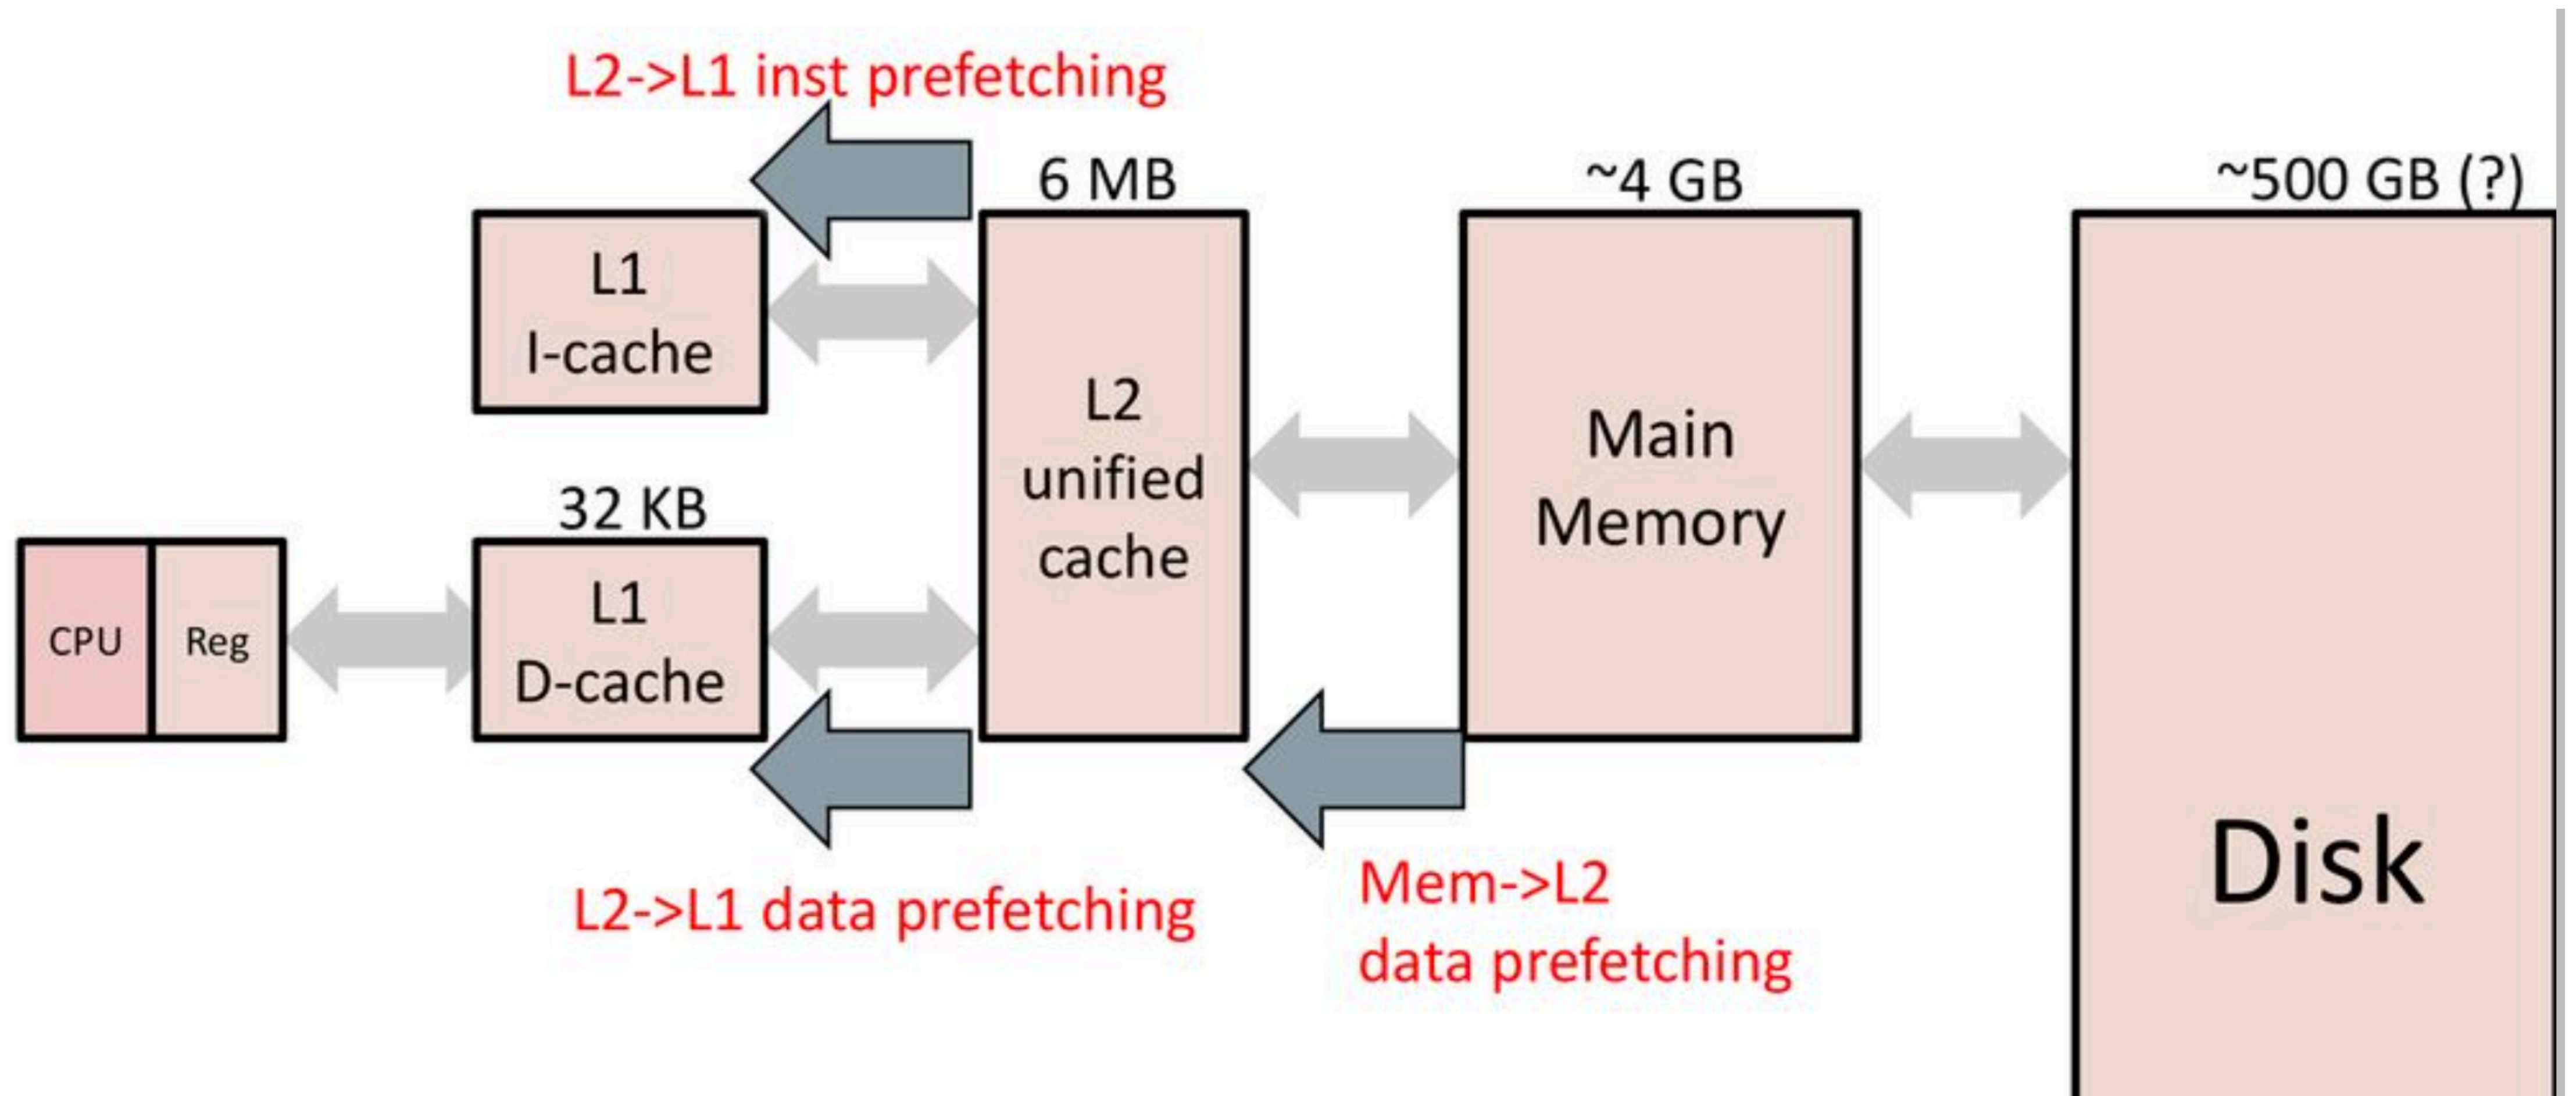 L2->L1 inst prefetching
6 MB
~4 GB
~500 GB (?)
L1
I-cache
32 KB
L1
D-cache
CPU
Reg
L2
unified
cache
Main
Memory
Disk
L2->L1 data prefetching
Mem->L2
data prefetching